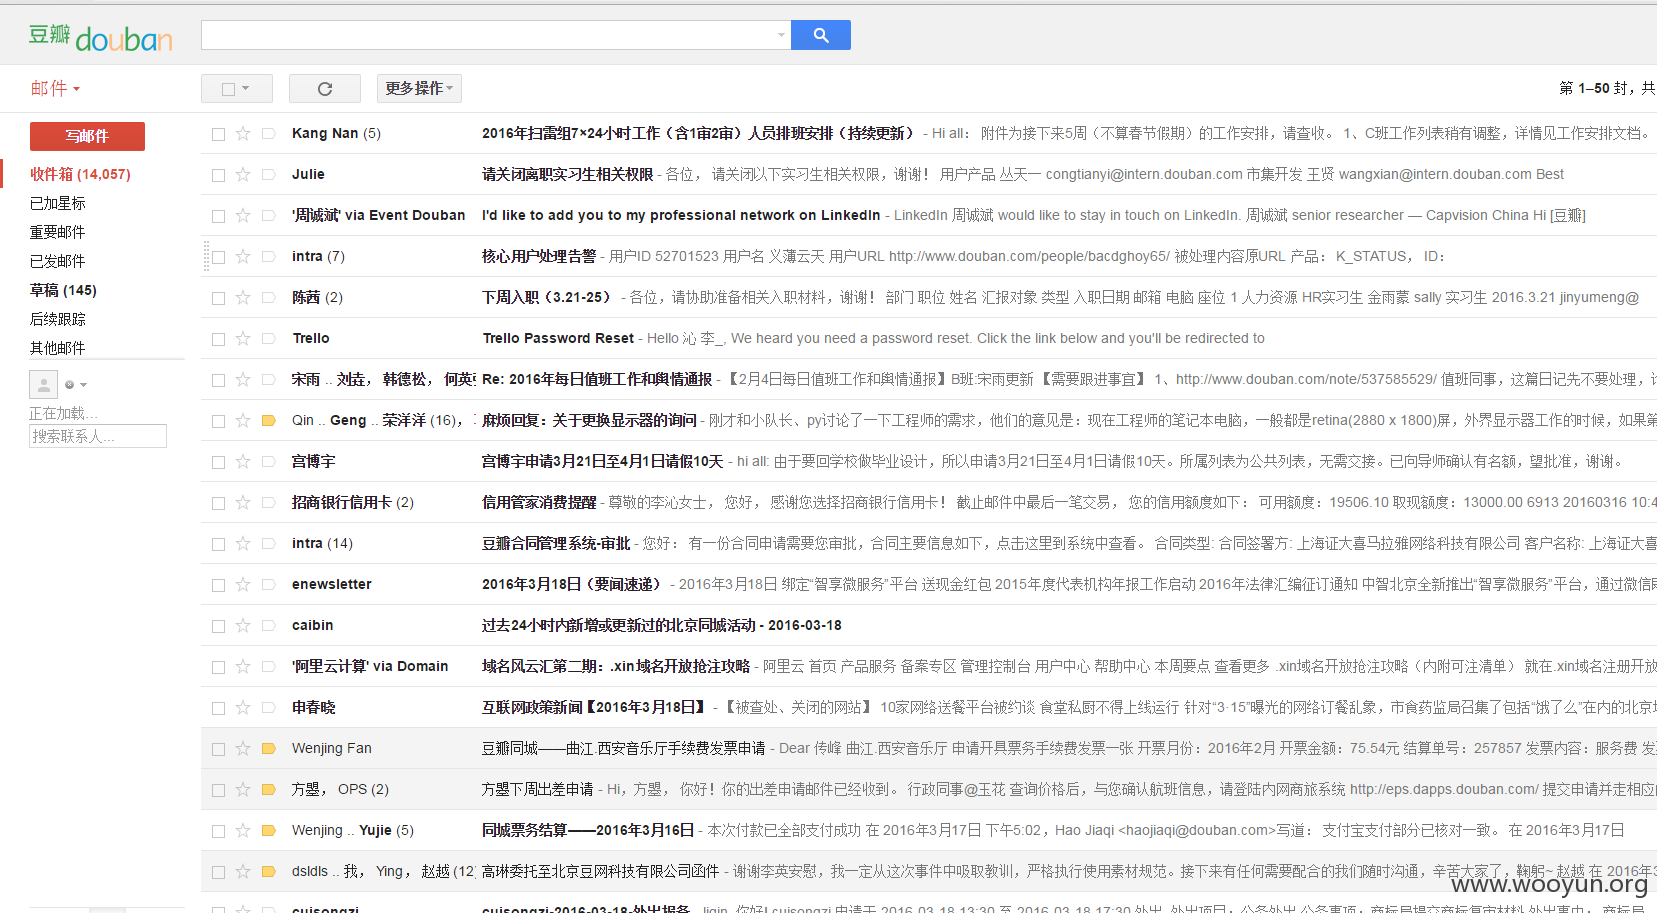 豆瓣 douban
邮件
更多操作
第 1–50 封，共
写邮件
收件箱 (14,057)
已加星标
重要邮件
已发邮件
草稿 (145)
后续跟踪
其他邮件
正在加载...
搜索联系人...
Kang Nan (5) 2016年扫雷组7×24小时工作（含1审2审）人员排班安排（持续更新） - Hi all： 附件为接下来5周（不算春节假期）的工作安排，请查收。 1、C班工作列表稍有调整，详情见工作安排文档。
Julie 请关闭离职实习生相关权限 - 各位， 请关闭以下实习生相关权限，谢谢！ 用户产品 丛天一 congtianyi@intern.douban.com 市集开发 王贤 wangxian@intern.douban.com Best
'周诚斌' via Event Douban I'd like to add you to my professional network on LinkedIn - LinkedIn 周诚斌 would like to stay in touch on LinkedIn. 周诚斌 senior researcher — Capvision China Hi [豆瓣]
intra (7) 核心用户处理告警 - 用户ID 52701523 用户名 义薄云天 用户URL http://www.douban.com/people/bacdghoy65/ 被处理内容原URL 产品： K_STATUS， ID：
陈茜 (2) 下周入职（3.21-25） - 各位，请协助准备相关入职材料，谢谢！ 部门 职位 姓名 汇报对象 类型 入职日期 邮箱 电脑 座位 1 人力资源 HR实习生 金雨蒙 sally 实习生 2016.3.21 jinyumeng@
Trello Trello Password Reset - Hello 沁 李_, We heard you need a password reset. Click the link below and you'll be redirected to
宋雨 .. 刘垚， 韩德松， 何英 Re: 2016年每日值班工作和舆情通报 - 【2月4日每日值班工作和舆情通报】B班:宋雨更新 【需要跟进事宜】 1、http://www.douban.com/note/537585529/ 值班同事，这篇日记先不要处理，
Qin .. Geng .. 荣洋洋 (16)， 麻烦回复：关于更换显示器的询问 - 刚才和小队长、py讨论了一下工程师的需求，他们的意见是：现在工程师的笔记本电脑，一般都是retina(2880 x 1800)屏，外界显示器工作的时候，如果第
宫博宇 宫博宇申请3月21日至4月1日请假10天 - hi all: 由于要回学校做毕业设计，所以申请3月21日至4月1日请假10天。所属列表为公共列表，无需交接。已向导师确认有名额，望批准，谢谢。
招商银行信用卡 (2) 信用管家消费提醒 - 尊敬的李沁女士， 您好， 感谢您选择招商银行信用卡！ 截止邮件中最后一笔交易， 您的信用额度如下： 可用额度：19506.10 取现额度：13000.00 6913 20160316 10:4
intra (14) 豆瓣合同管理系统-审批 - 您好： 有一份合同申请需要您审批，合同主要信息如下，点击这里到系统中查看。 合同类型: 合同签署方: 上海证大喜马拉雅网络科技有限公司 客户名称: 上海证大喜
enewsletter 2016年3月18日（要闻速递） - 2016年3月18日 绑定“智享微服务”平台 送现金红包 2015年度代表机构年报工作启动 2016年法律汇编征订通知 中智北京全新推出“智享微服务”平台，通过微信
caibin 过去24小时内新增或更新过的北京同城活动 - 2016-03-18
'阿里云计算' via Domain 域名风云汇第二期：.xin域名开放抢注攻略 - 阿里云 首页 产品服务 备案专区 管理控制台 用户中心 帮助中心 本周要点 查看更多 .xin域名开放抢注攻略（内附可注清单） 就在.xin域名注册开放
申春晓 互联网政策新闻【2016年3月18日】 - 【被查处、关闭的网站】 10家网络送餐平台被约谈 食堂私厨不得上线运行 针对“3·15”曝光的网络订餐乱象，市食药监局召集了包括“饿了么”在内的北京
Wenjing Fan 豆瓣同城——曲江.西安音乐厅手续费发票申请 - Dear 传峰 曲江.西安音乐厅 申请开具票务手续费发票一张 开票月份：2016年2月 开票金额：75.54元 结算单号：257857 发票内容：服务费 发
方曌， OPS (2) 方曌下周出差申请 - Hi，方曌， 你好！你的出差申请邮件已经收到。 行政同事@玉花 查询价格后，与您确认航班信息，请登陆内网商旅系统 http://eps.dapps.douban.com/ 提交申请并走相应
Wenjing .. Yujie (5) 同城票务结算——2016年3月16日 - 本次付款已全部支付成功 在 2016年3月17日 下午5:02，Hao Jiaqi <haojiaqi@douban.com>写道： 支付宝支付部分已核对一致。 在 2016年3月17日
dsldls .. 我， Ying， 赵越 (12) 高琳委托至北京豆网科技有限公司函件 - 谢谢李英安慰，我一定从这次事件中吸取教训，严格执行使用素材规范。接下来有任何需要配合的我们随时沟通，辛苦大家了，鞠躬~ 赵越 在 2016年3
cuisongzi cuisongzi-2016-03-18-外出报备
www.wooyun.org